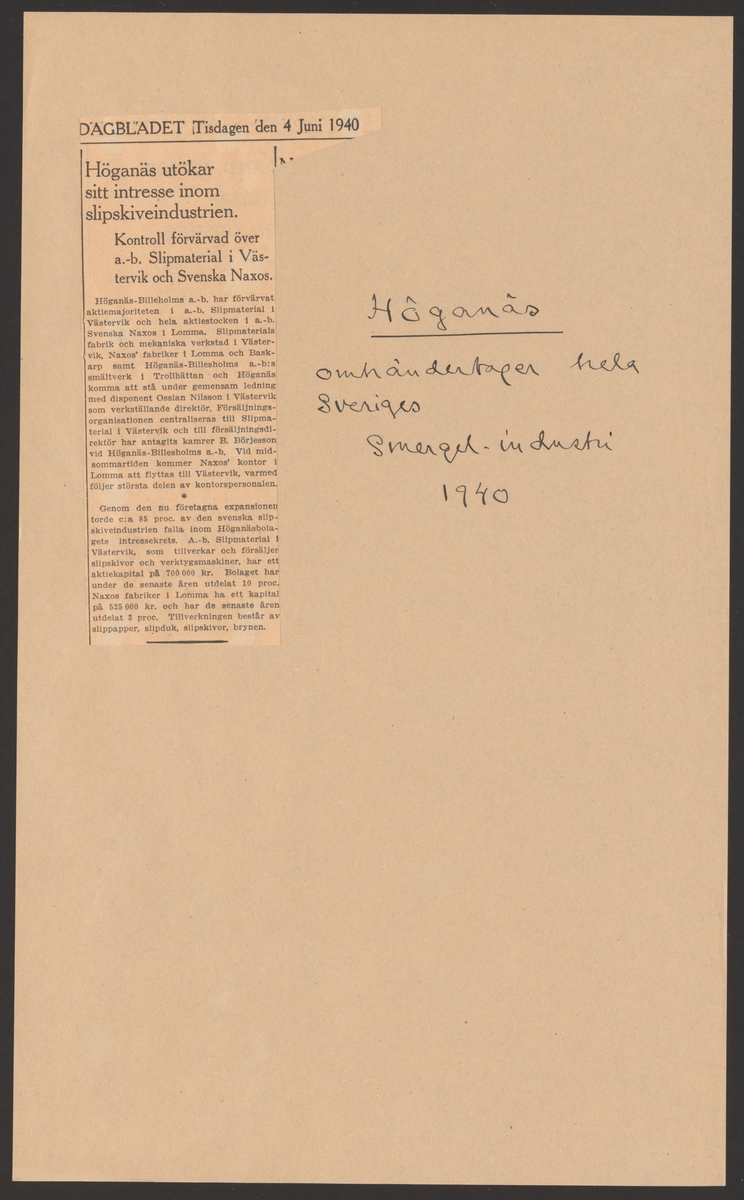 DAGBLADET Tisdagen den 4 Juni 1940
Höganäs utökar
sitt intresse inom
slipskiveindustrien.
Kontroll förvärvad över
a.-b. Slipmaterial i Väs-
tervik och Svenska Naxos.
Höganäs-Billeholms a.-b. har förvärvat
aktiemajoriteten i a.-b. Slipmaterial i
Västervik och hela aktiestocken i a.-b.
Svenska Naxos i Lomma. Slipmaterials
fabrik och mekaniska verkstad i Väster-
vik, Naxos' fabriker i Lomma och Bask-
arp samt Höganäs-Billesholms a.-b:s
smältverk i Trollhättan och Höganäs
komma att stå under gemensam ledning
med disponent Ossian Nilsson i Västervik
som verkställande direktör. Försäljnings-
organisationen centraliseras till Slipma-
terial i Västervik och till försäljningsdi-
rektör har antagits kamrer B. Börjesson
vid Höganäs-Billesholms a.-b. Vid mid-
sommartiden kommer Naxos' kontor i
Lomma att flyttas till Västervik, varmed
följer största delen av kontorspersonalen.
*
Genom den nu företagna expansionen
torde c:a 85 proc. av den svenska slip-
skiveindustrien falla inom Höganäsbola-
gets intressekrets. A.-b. Slipmaterial i
Västervik, som tillverkar och försäljer
slipskivor och verktygsmaskiner, har ett
aktiekapital på 700 000 kr. Bolaget har
under de senaste åren utdelat 10 proc.
Naxos fabriker i Lomma ha ett kapital
på 525 000 kr. och har de senaste åren
utdelat 3 proc. Tillverkningen består av
slippapper, slipduk, slipskivor, brynen.
Höganäs
omhändertager hela
Sveriges
Smergel-industri
1940